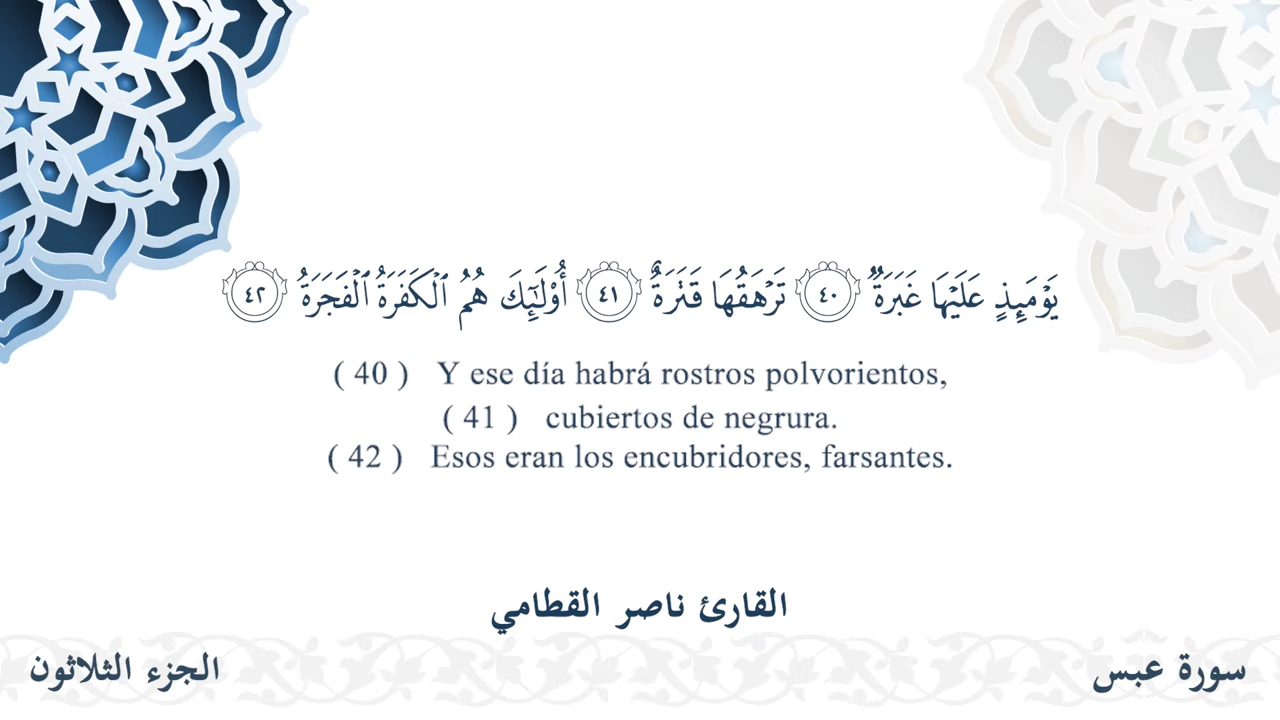 يَوْمَئِذٍ عَلَيْهَا غَبَرَةٌ ٤٠ تَرْهَقُهَا قَتَرَةٌ ٤١ أُوْلَٰٓئِكَ هُمُ ٱلْكَفَرَةُ ٱلْفَجَرَةُ ٤٢
( 40 ) Y ese día habrá rostros polvorientos,
( 41 ) cubiertos de negrura.
( 42 ) Esos eran los encubridores, farsantes.
القارئ ناصر القطامي
سورة عبس
الجزء الثلاثون